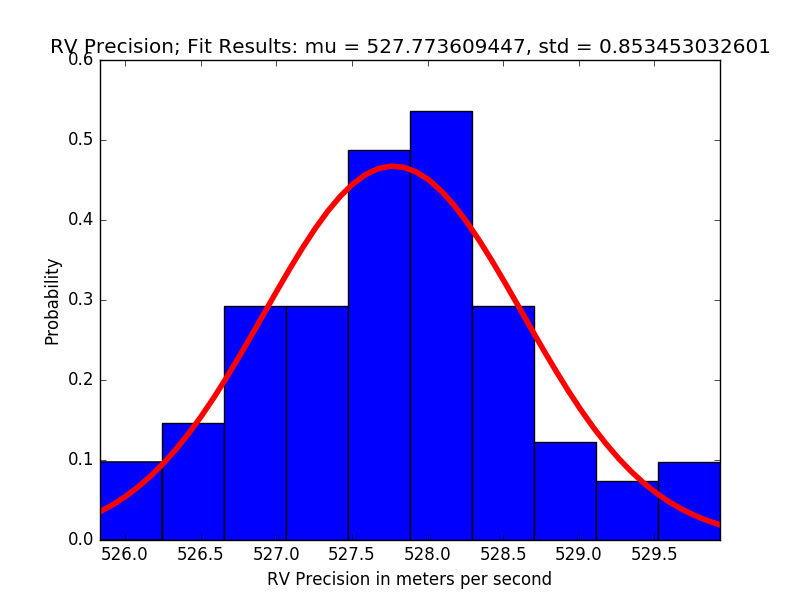 RV Precision; Fit Results: mu = 527.773609447, std = 0.853453032601
0.6
0.5
0.4
0.3
0.2
0.1
0.0
Probability
526.0 526.5 527.0 527.5 528.0 528.5 529.0 529.5
RV Precision in meters per second